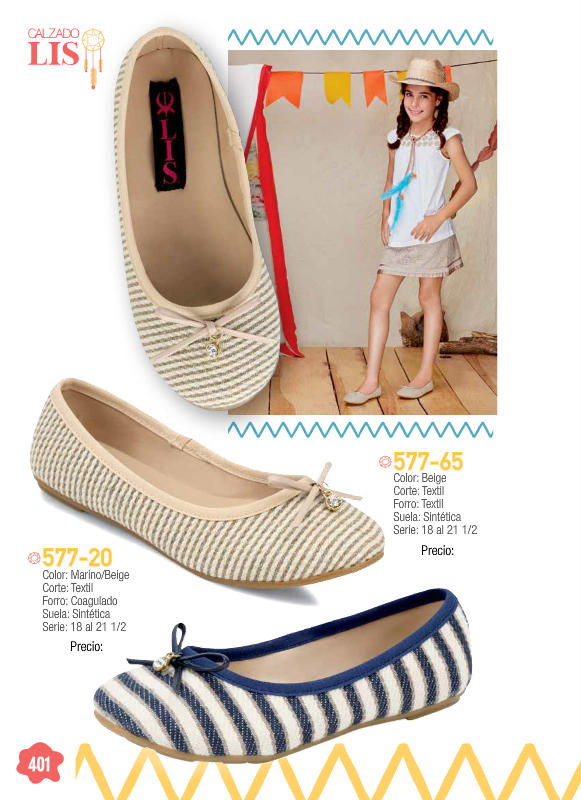 CALZADO
LIS
LIS
577-65
Color: Beige
Corte: Textil
Forro: Textil
Suela: Sintética
Serie: 18 al 21 1/2
Precio:
577-20
Color: Marino/Beige
Corte: Textil
Forro: Coagulado
Suela: Sintética
Serie: 18 al 21 1/2
Precio:
401